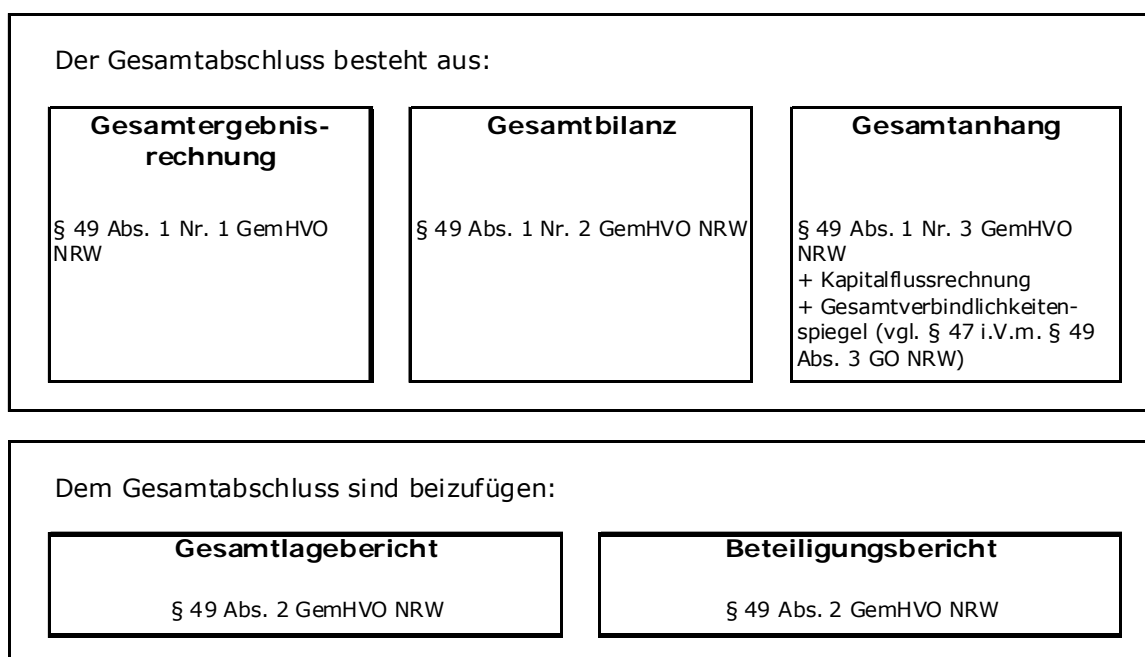 Der Gesamtabschluss besteht aus:
Gesamtergebnis-
rechnung
§ 49 Abs. 1 Nr. 1 GemHVO
NRW
Gesamtbilanz
§ 49 Abs. 1 Nr. 2 GemHVO NRW
Gesamtanhang
§ 49 Abs. 1 Nr. 3 GemHVO
NRW
+ Kapitalflussrechnung
+ Gesamtverbindlichkeiten-
spiegel (vgl. § 47 i.V.m. § 49
Abs. 3 GO NRW)
Dem Gesamtabschluss sind beizufügen:
Gesamtlagebericht
§ 49 Abs. 2 GemHVO NRW
Beteiligungsbericht
§ 49 Abs. 2 GemHVO NRW